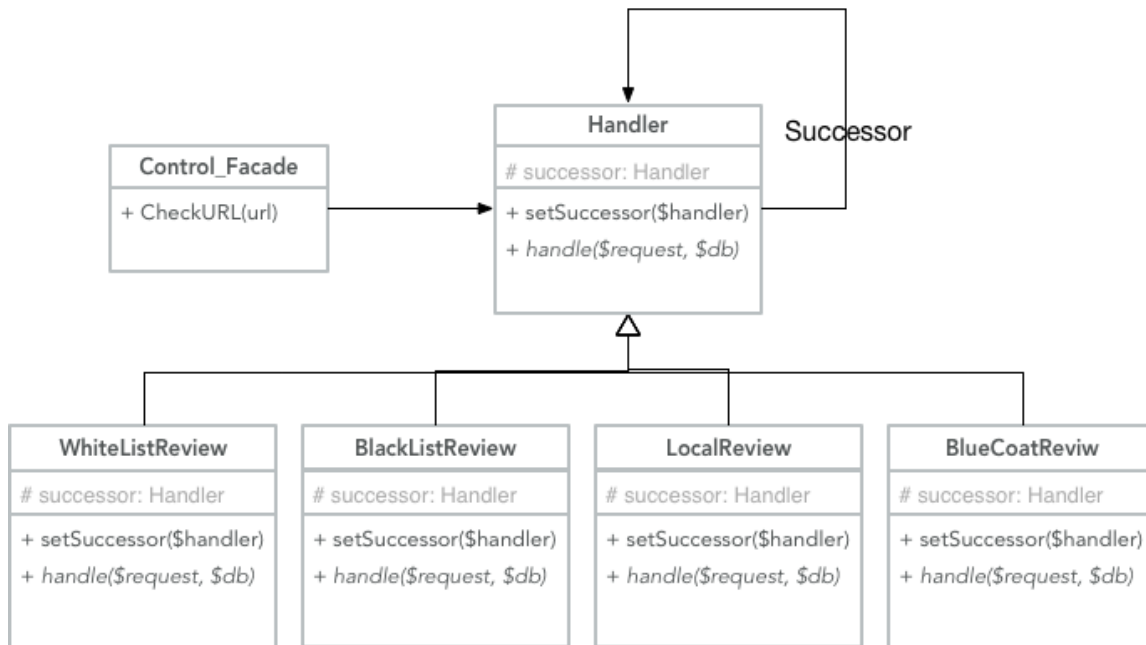 Handler
# successor: Handler
+ setSuccessor($handler)
+ handle($request, $db)
Successor
Control_Facade
+ CheckURL(url)
WhiteListReview
# successor: Handler
+ setSuccessor($handler)
+ handle($request, $db)
BlackListReview
# successor: Handler
+ setSuccessor($handler)
+ handle($request, $db)
LocalReview
# successor: Handler
+ setSuccessor($handler)
+ handle($request, $db)
BlueCoatReviw
# successor: Handler
+ setSuccessor($handler)
+ handle($request, $db)